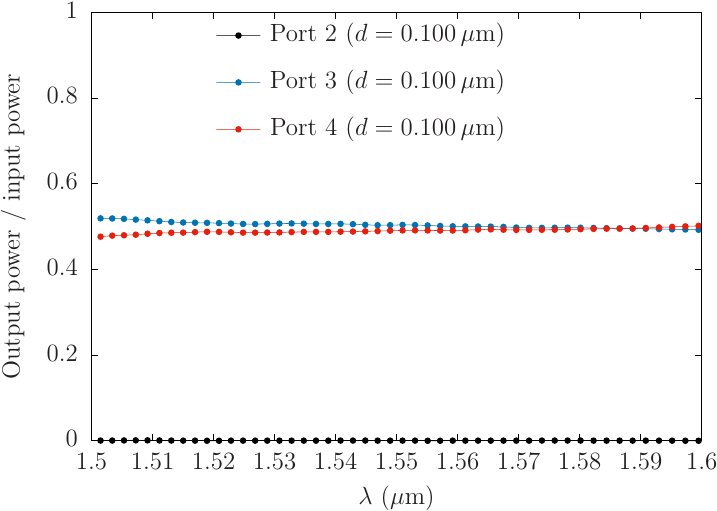 Port 2 (d = 0.100 μm)
Port 3 (d = 0.100 μm)
Port 4 (d = 0.100 μm)
Output power / input power
1
0.8
0.6
0.4
0.2
0
1.5 1.51 1.52 1.53 1.54 1.55 1.56 1.57 1.58 1.59 1.6
λ (μm)